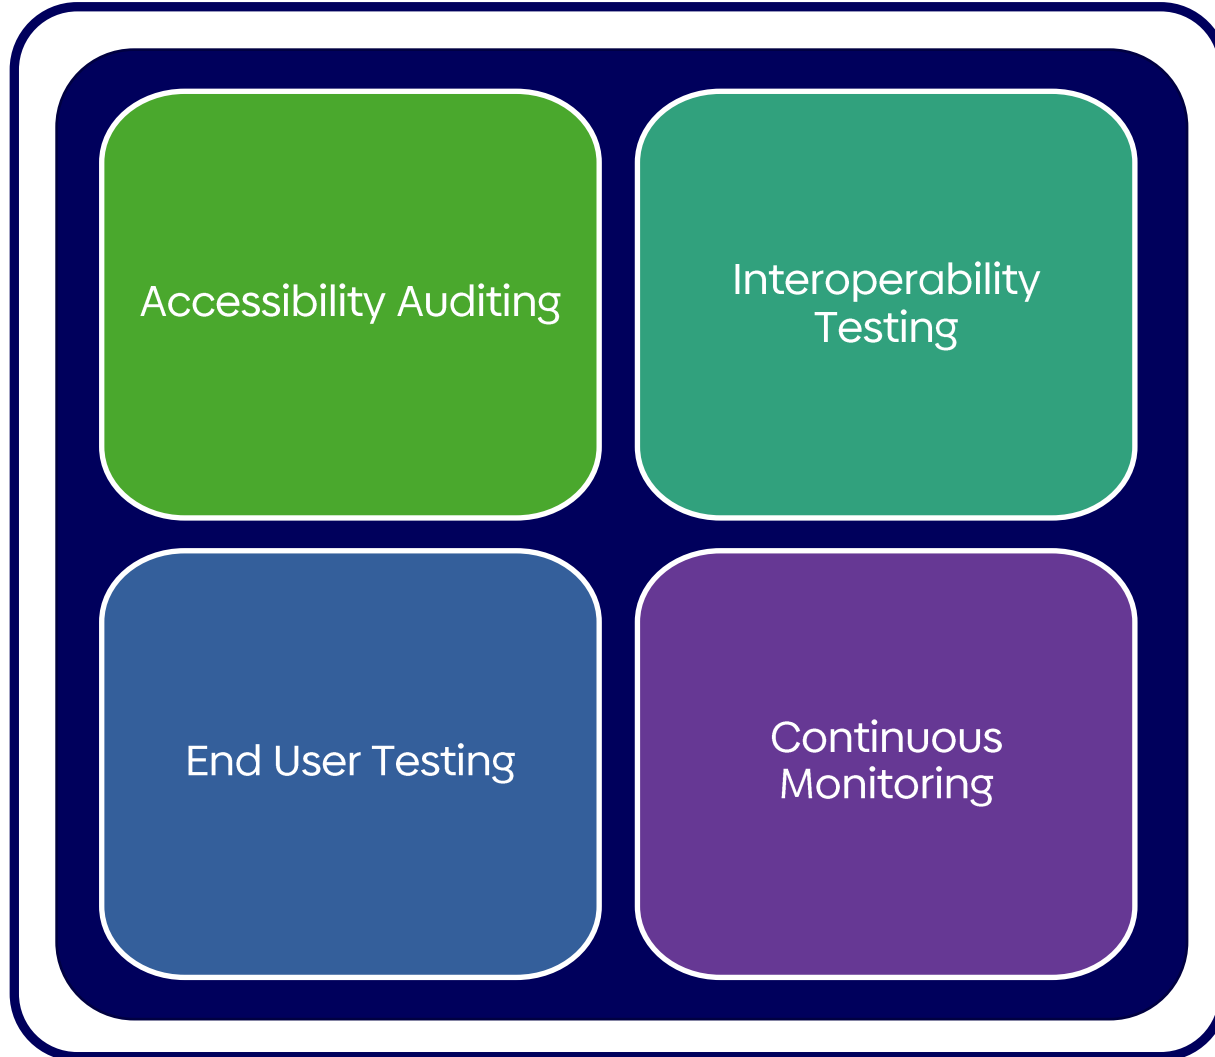 Accessibility Auditing
Interoperability
Testing
End User Testing
Continuous
Monitoring